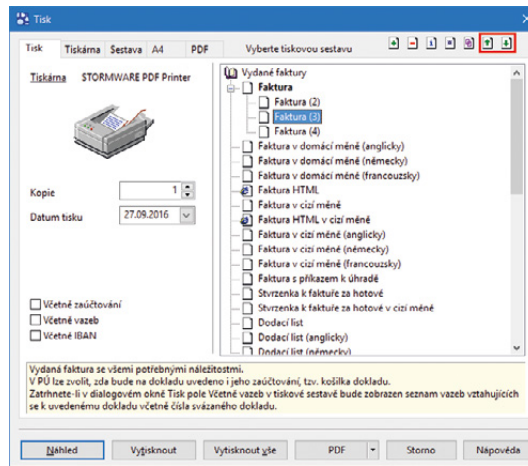 Tisk
Tisk Tiskárna Sestava A4 PDF Vyberte tiskovou sestavu
Tiskárna STORMWARE PDF Printer
Kopie 1
Datum tisku 27.09.2016
Včetně zaúčtování
Včetně vazeb
Včetně IBAN
Vydané faktury
Faktura
Faktura (2)
Faktura (3)
Faktura (4)
Faktura v domácí měně (anglicky)
Faktura v domácí měně (německy)
Faktura v domácí měně (francouzsky)
Faktura HTML
Faktura v cizí měně
Faktura HTML v cizí měně
Faktura v cizí měně (anglicky)
Faktura v cizí měně (německy)
Faktura v cizí měně (francouzsky)
Faktura s příkazem k úhradě
Stvrzenka k faktuře za hotové
Stvrzenka k faktuře za hotové v cizí měně
Dodací list
Dodací list (anglicky)
Dodací list (německy)
Vydaná faktura se všemi potřebnými náležitostmi.
V PÚ lze zvolit, zda bude na dokladu uvedeno i jeho zaúčtování, tzv. košilka dokladu.
Zatrhnete-li v dialogovém okně Tisk pole Včetně vazeb v tiskové sestavě bude zobrazen seznam vazeb vztahujících
se k uvedenému dokladu včetně čísla svázaného dokladu.
Náhled Vytisknout Vytisknout vše PDF Storno Nápověda